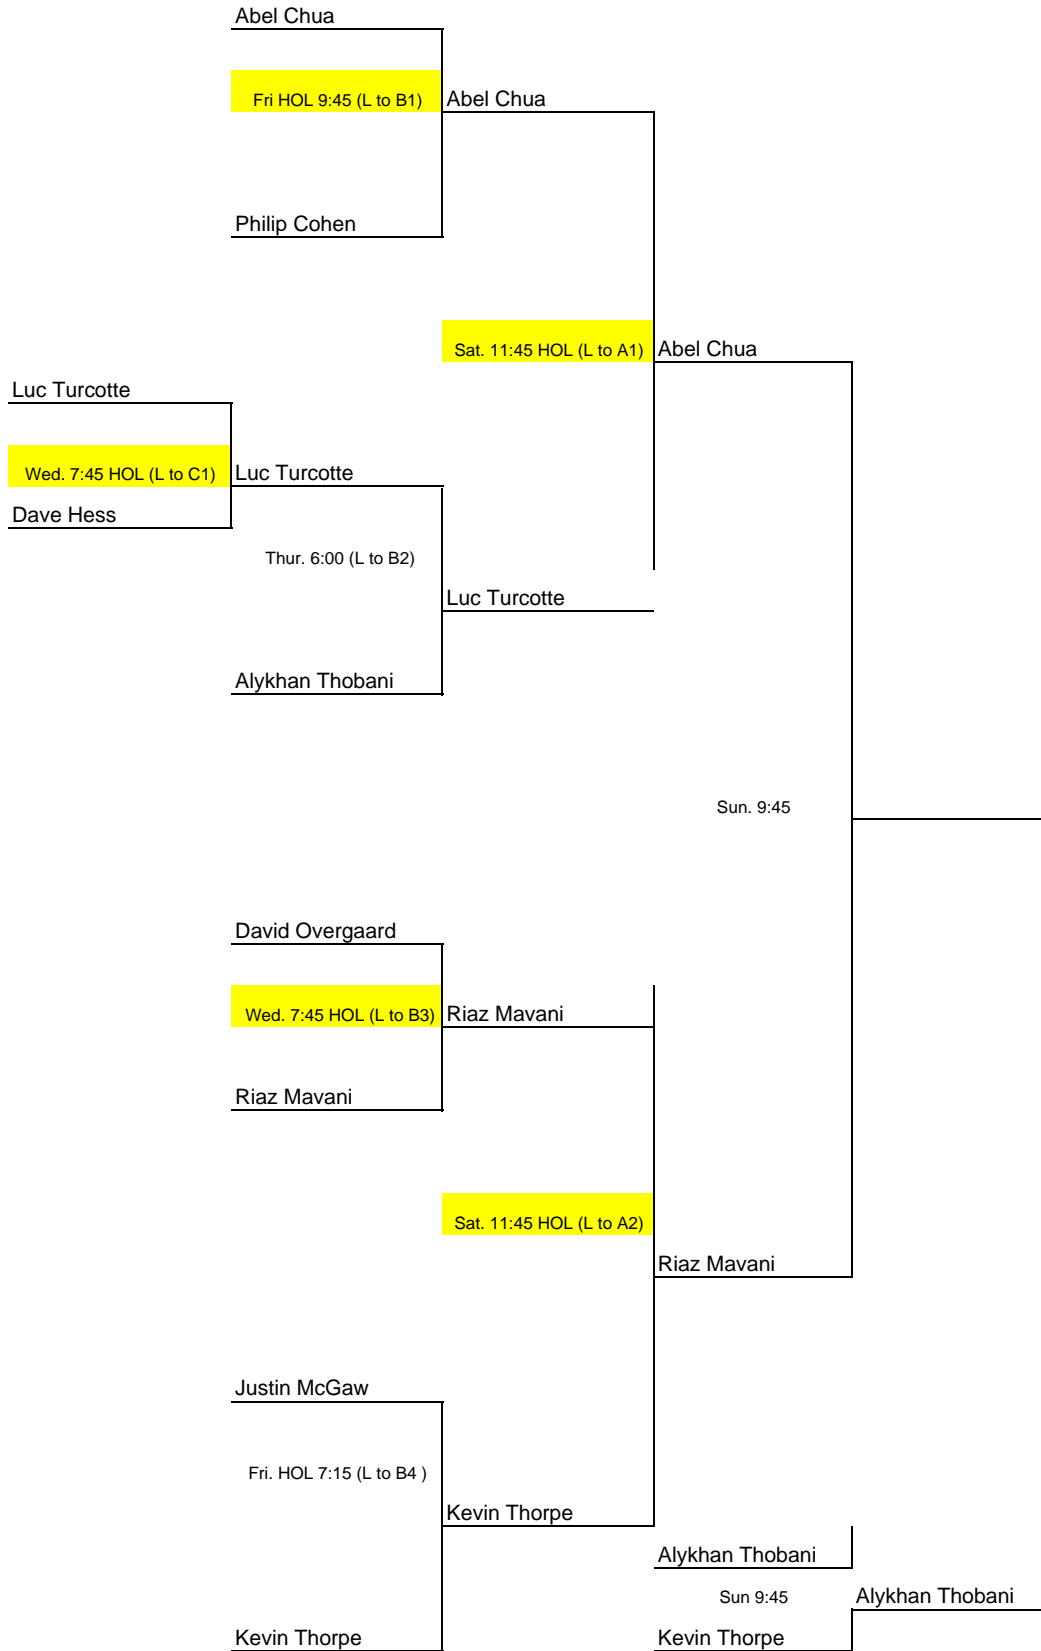 Abel Chua
Fri HOL 9:45 (L to B1)
Abel Chua
Philip Cohen
Sat. 11:45 HOL (L to A1)
Abel Chua
Luc Turcotte
Wed. 7:45 HOL (L to C1)
Luc Turcotte
Dave Hess
Thur. 6:00 (L to B2)
Luc Turcotte
Alykhan Thobani
Sun. 9:45
David Overgaard
Wed. 7:45 HOL (L to B3)
Riaz Mavani
Riaz Mavani
Sat. 11:45 HOL (L to A2)
Riaz Mavani
Justin McGaw
Fri. HOL 7:15 (L to B4 )
Kevin Thorpe
Alykhan Thobani
Sun 9:45
Alykhan Thobani
Kevin Thorpe
Kevin Thorpe